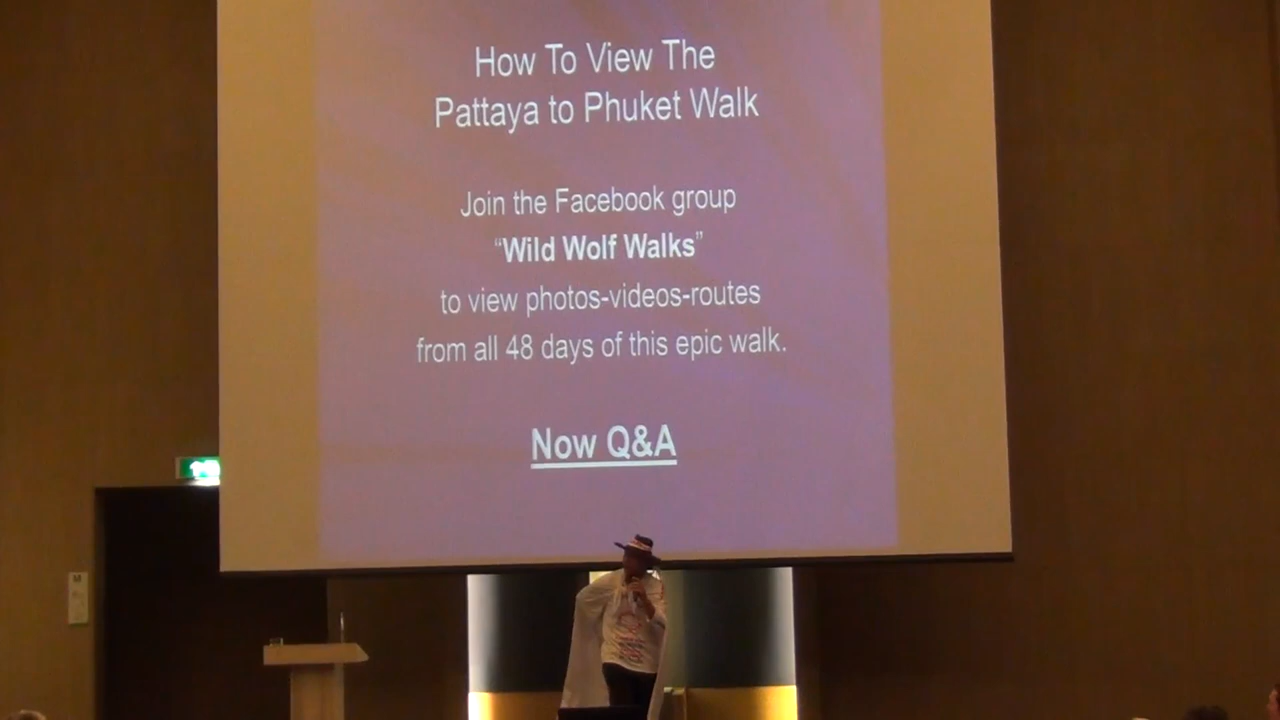 How To View The
Pattaya to Phuket Walk
Join the Facebook group
“Wild Wolf Walks”
to view photos-videos-routes
from all 48 days of this epic walk.
Now Q&A